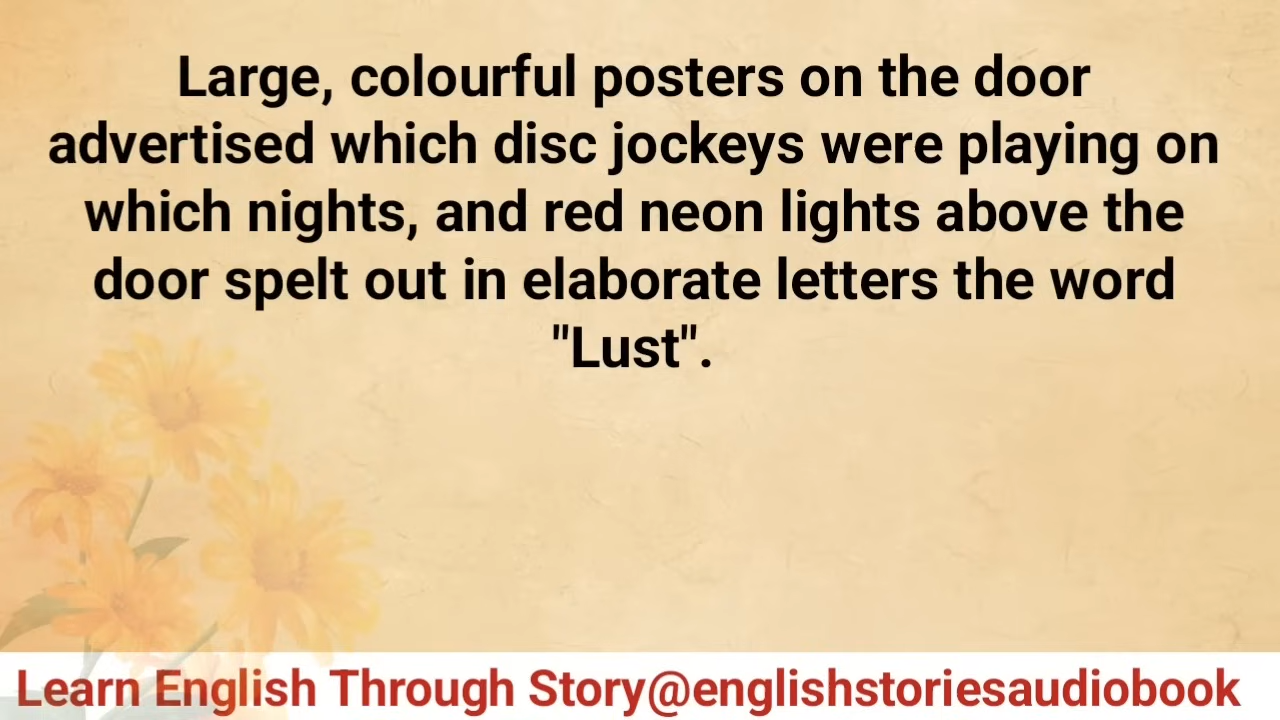 Large, colourful posters on the door
advertised which disc jockeys were playing on
which nights, and red neon lights above the
door spelt out in elaborate letters the word
"Lust".
Learn English Through Story@englishstoriesaudiobook